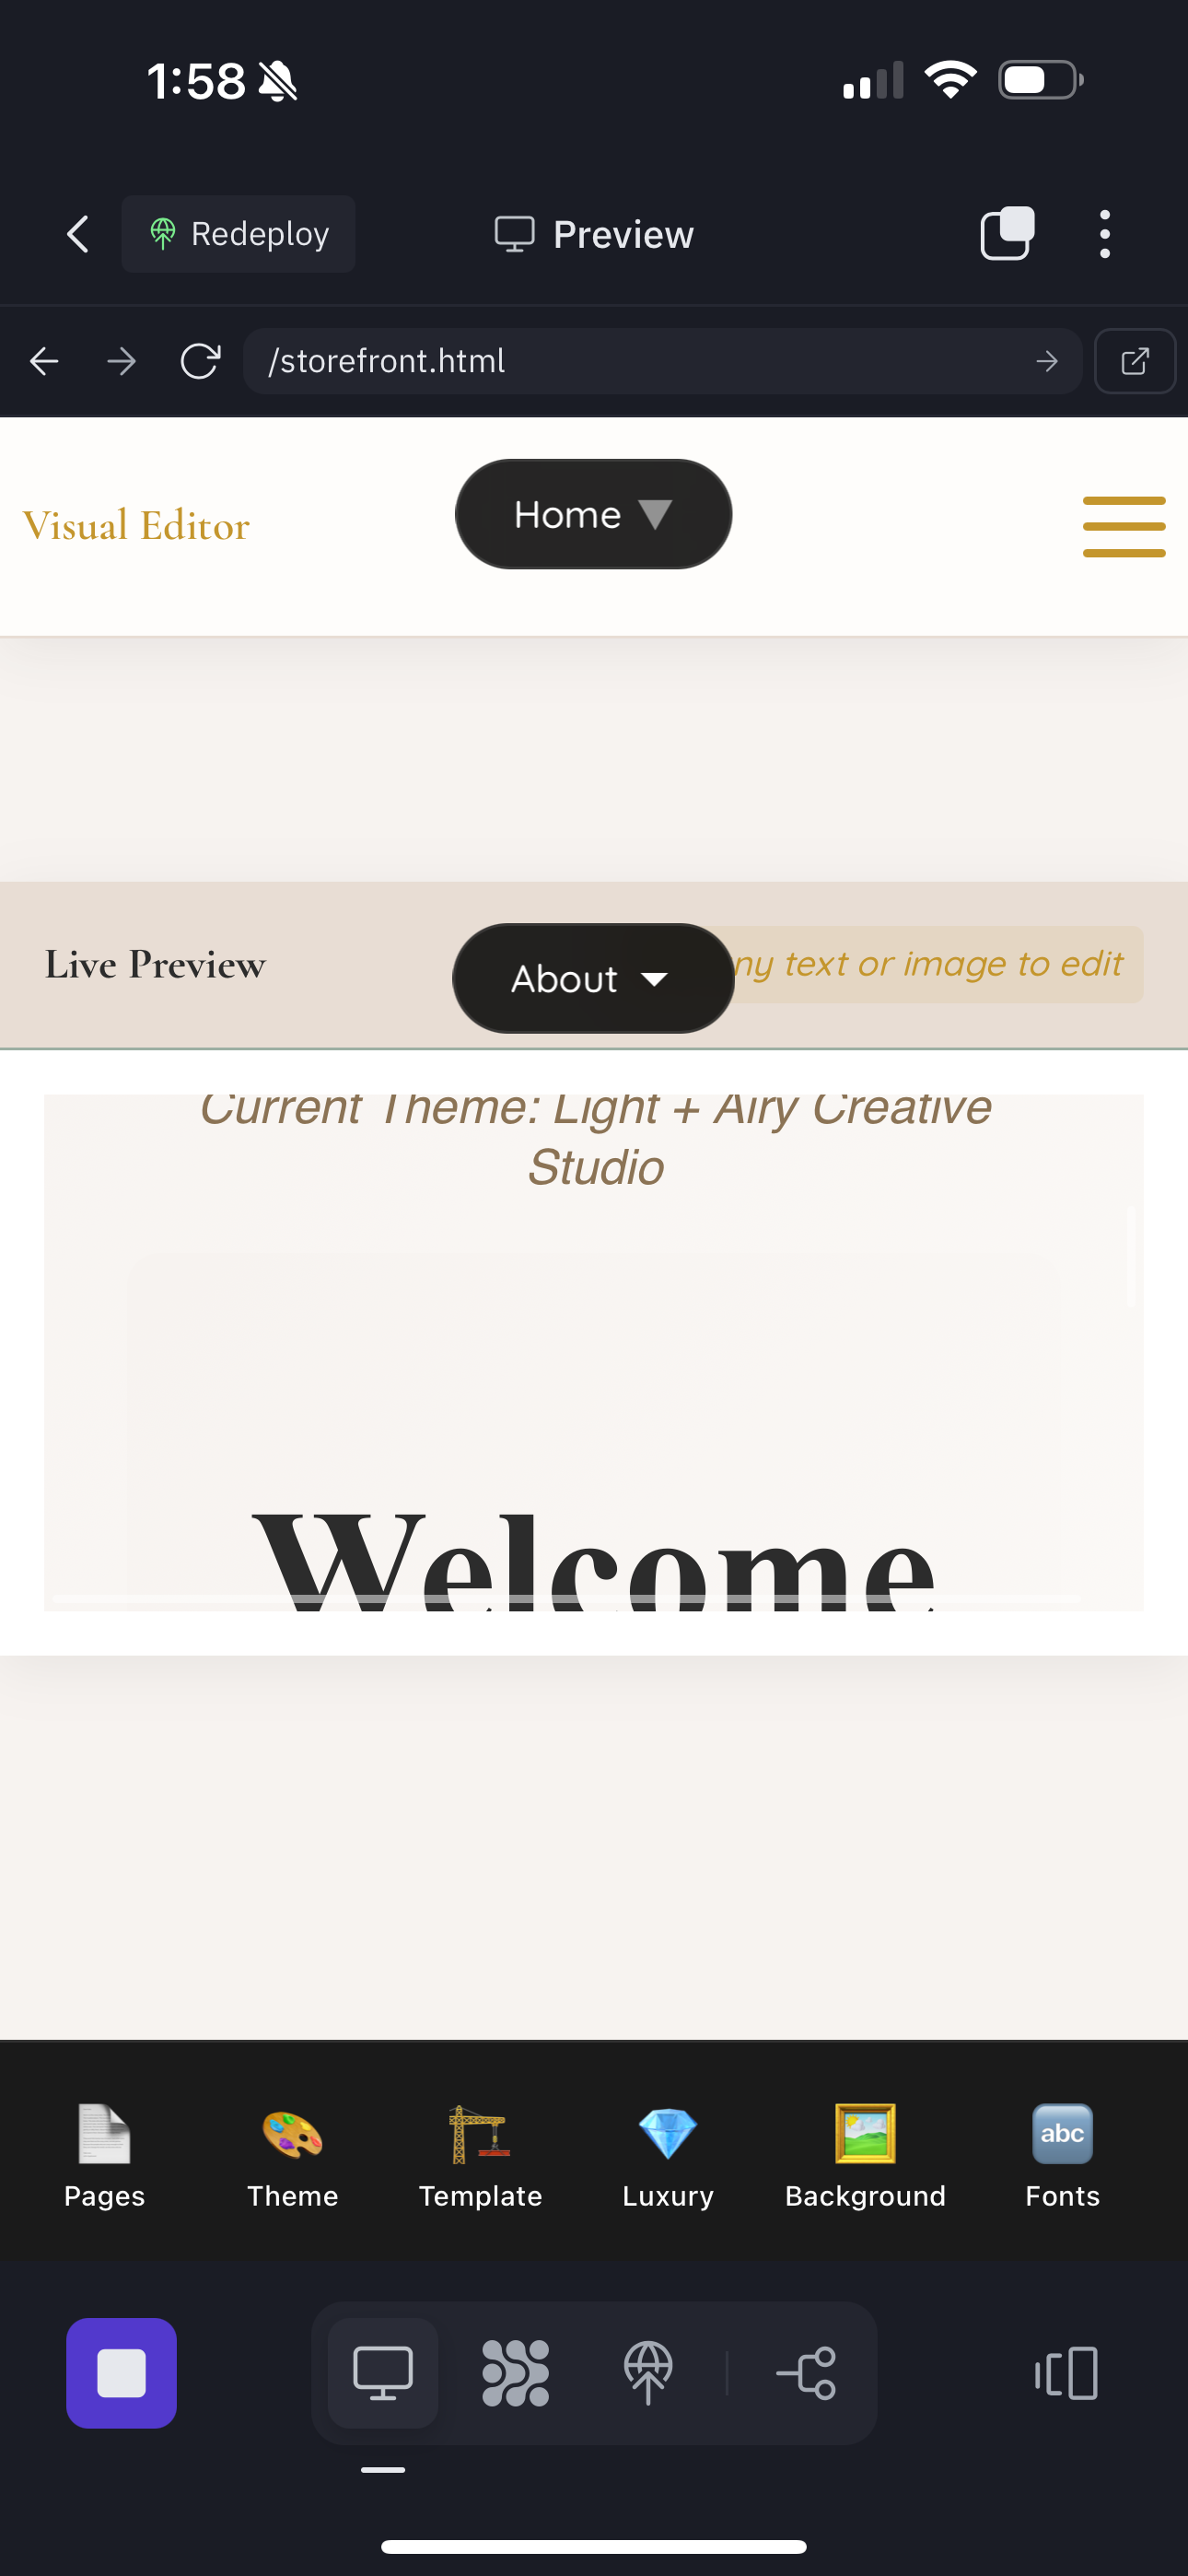 1:58
Redeploy
Preview
/storefront.html
Visual Editor
Home
Live Preview
About
ny text or image to edit
Current Theme: Light + Airy Creative
Studio
Welcome
abc
Pages
Theme
Template
Luxury
Background
Fonts